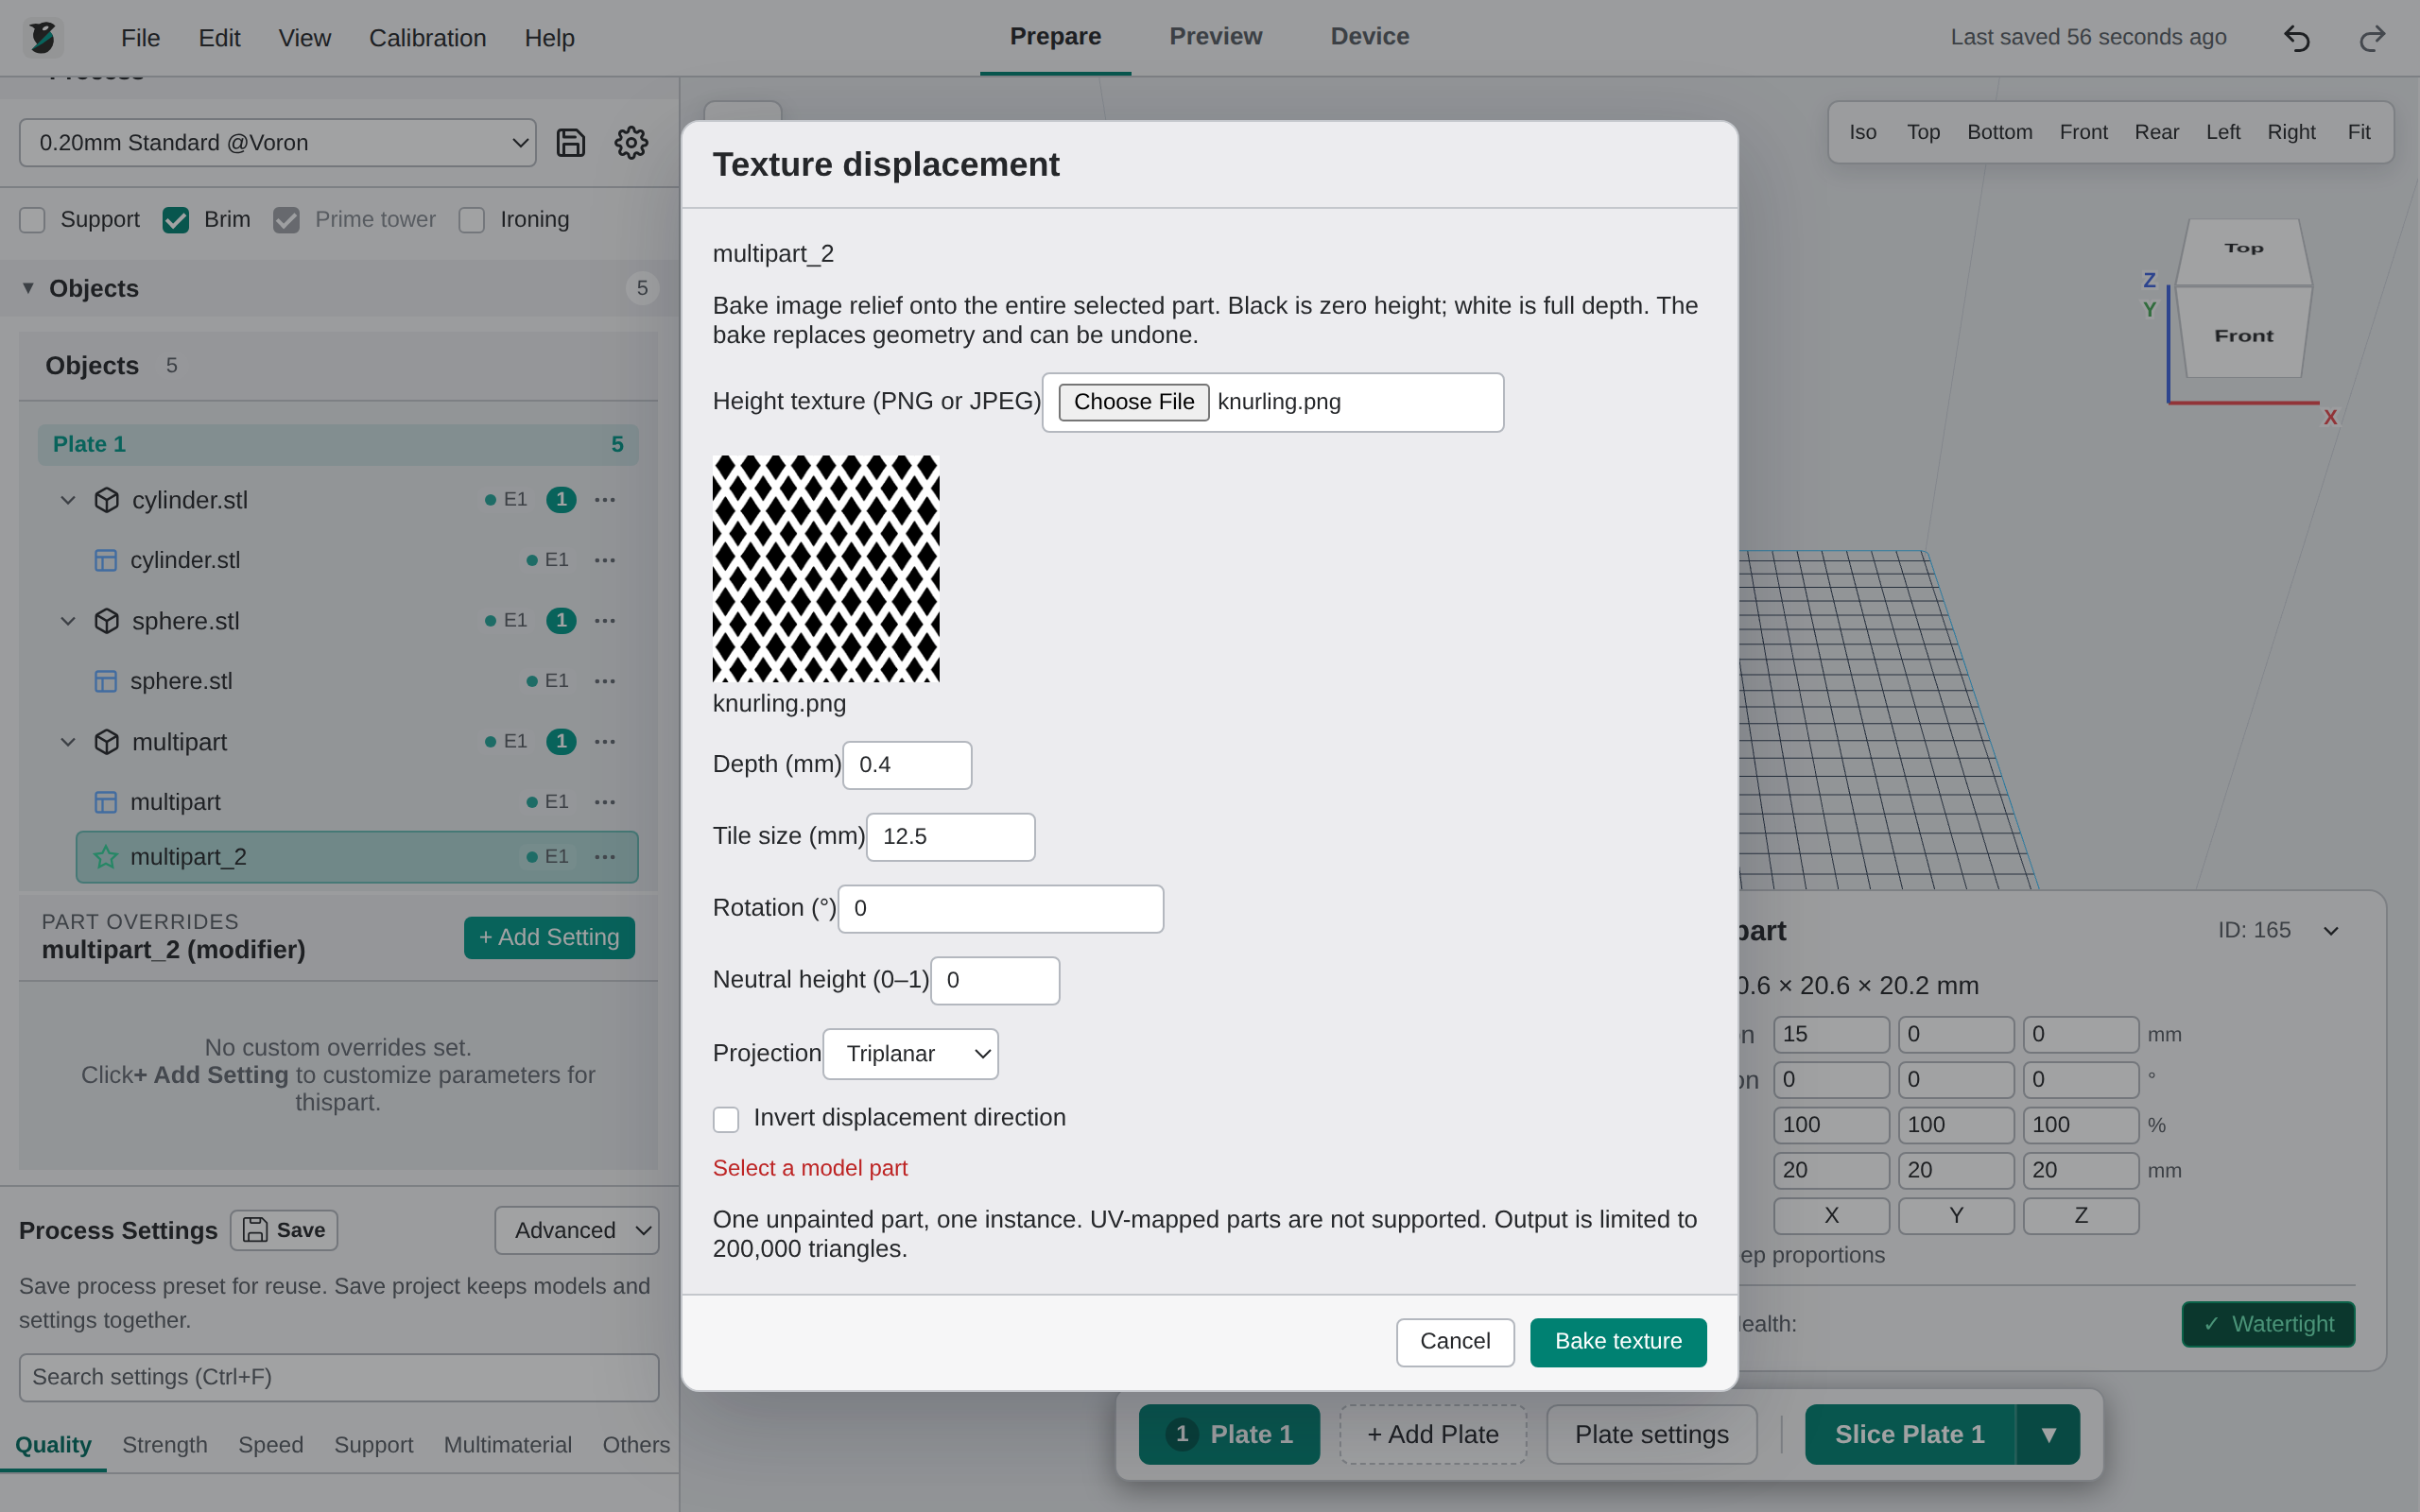 File Edit View Calibration Help
Prepare Preview Device
Last saved 56 seconds ago
0.20mm Standard @Voron
Support Brim Prime tower Ironing
Objects 5
Objects 5
Plate 1 5
cylinder.stl E1 1
cylinder.stl E1
sphere.stl E1 1
sphere.stl E1
multipart E1 1
multipart E1
multipart_2 E1
PART OVERRIDES
multipart_2 (modifier)
+ Add Setting
No custom overrides set.
Click+ Add Setting to customize parameters for
thispart.
Process Settings Save Advanced
Save process preset for reuse. Save project keeps models and
settings together.
Search settings (Ctrl+F)
Quality Strength Speed Support Multimaterial Others
Texture displacement
multipart_2
Bake image relief onto the entire selected part. Black is zero height; white is full depth. The
bake replaces geometry and can be undone.
Height texture (PNG or JPEG) Choose File knurling.png
knurling.png
Depth (mm) 0.4
Tile size (mm) 12.5
Rotation (°) 0
Neutral height (0–1) 0
Projection Triplanar
Invert displacement direction
Select a model part
One unpainted part, one instance. UV-mapped parts are not supported. Output is limited to
200,000 triangles.
Cancel Bake texture
Iso Top Bottom Front Rear Left Right Fit
Top
Front
Z
Y
X
part ID: 165
0.6 × 20.6 × 20.2 mm
15 0 0 mm
0 0 0 °
100 100 100 %
20 20 20 mm
X Y Z
ep proportions
ealth: ✓ Watertight
1 Plate 1 + Add Plate Plate settings Slice Plate 1 ▼